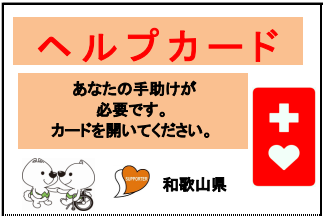 ヘルプカード
あなたの手助けが
必要です。
カードを開いてください。
SUPPORTER
和歌山県